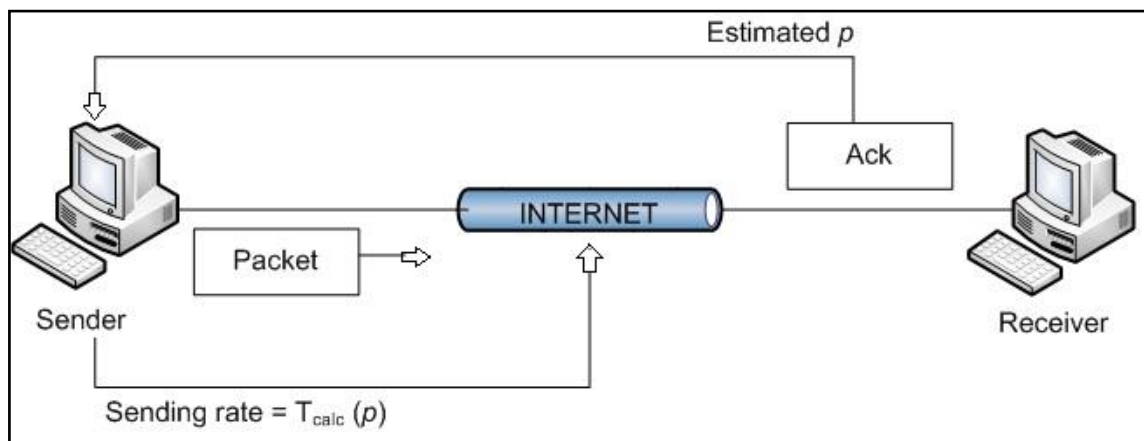 Estimated p
Ack
INTERNET
Packet
Sender
Receiver
Sending rate = Tcalc (p)